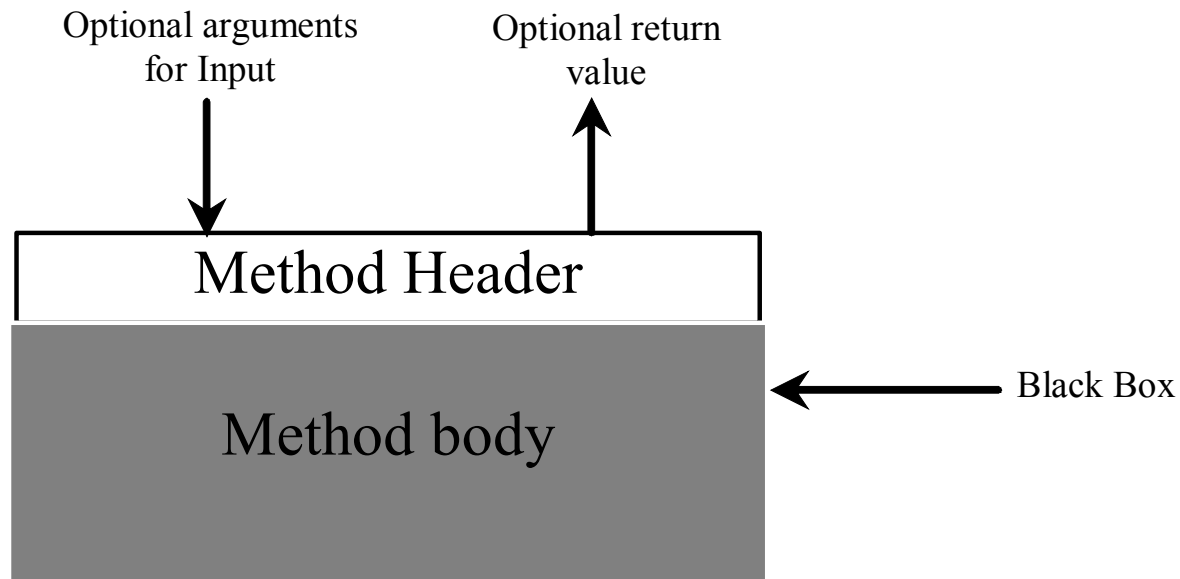 Optional arguments
for Input
Optional return
value
Method Header
Black Box
Method body